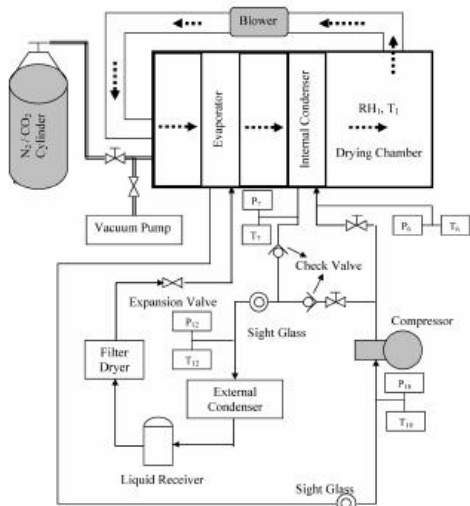 Blower
N₂ / CO₂
Cylinder
Evaporator
Internal Condenser
RH₁, T₁
Drying Chamber
Vacuum Pump
P₇
T₇
P₆
T₆
Check Valve
Expansion Valve
P₁₂
T₁₂
Sight Glass
Compressor
Filter
Dryer
External
Condenser
P₁₀
T₁₀
Liquid Receiver
Sight Glass